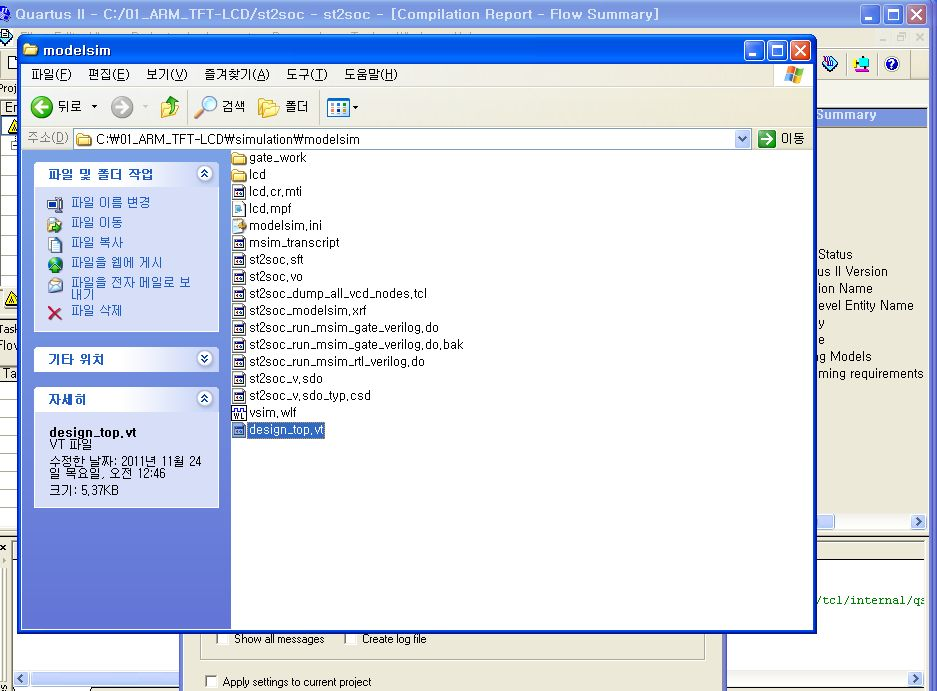 Quartus II - C:/01_ARM_TFT-LCD/st2soc - st2soc - [Compilation Report - Flow Summary]
modelsim
파일(F) 편집(E) 보기(V) 즐겨찾기(A) 도구(T) 도움말(H)
뒤로 검색 폴더
주소(D) C:₩01_ARM_TFT-LCD₩simulation₩modelsim 이동
파일 및 폴더 작업
파일 이름 변경
파일 이동
파일 복사
파일을 웹에 게시
파일을 전자 메일로 보
내기
파일 삭제
기타 위치
자세히
design_top.vt
VT 파일
수정한 날짜: 2011년 11월 24
일 목요일, 오전 12:46
크기: 5.37KB
gate_work
lcd
lcd.cr.mti
lcd.mpf
modelsim.ini
msim_transcript
st2soc.sft
st2soc.vo
st2soc_dump_all_vcd_nodes.tcl
st2soc_modelsim.xrf
st2soc_run_msim_gate_verilog.do
st2soc_run_msim_gate_verilog.do.bak
st2soc_run_msim_rtl_verilog.do
st2soc_v.sdo
st2soc_v.sdo_typ.csd
vsim.wlf
design_top.vt
Summary
Status
us II Version
ion Name
evel Entity Name
y
e
g Models
ming requirements
/tcl/internal/qs
Show all messages Create log file
Apply settings to current project